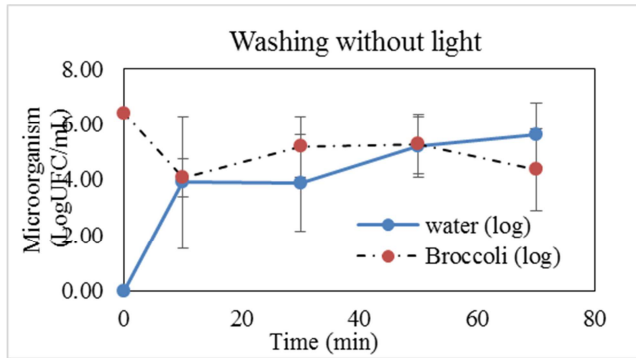 Washing without light
Microorganism
(LogUFC/mL)
8.00
6.00
4.00
2.00
0.00
water (log)
Broccoli (log)
0 20 40 60 80
Time (min)